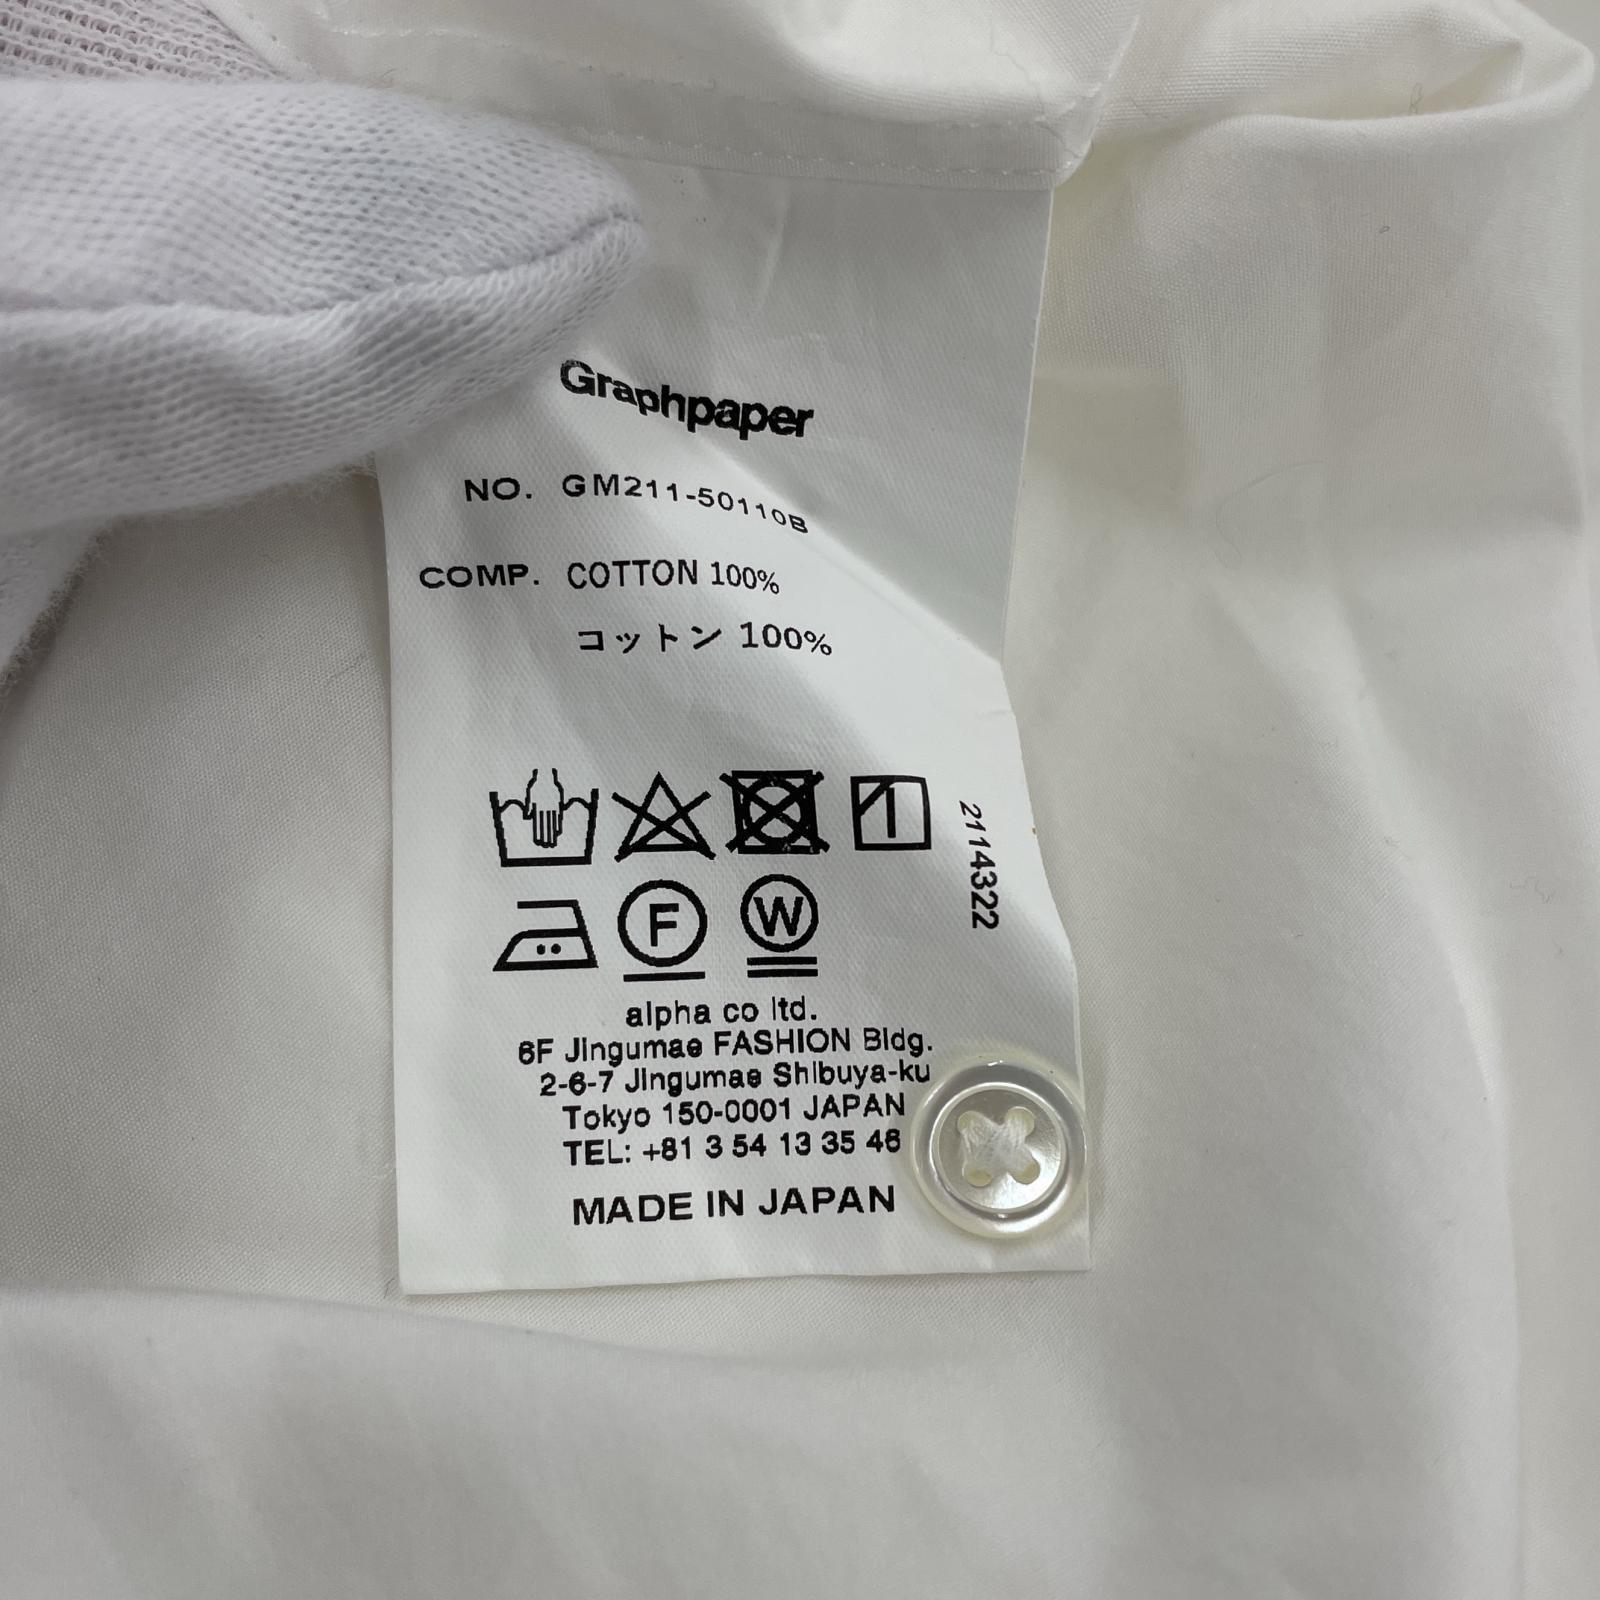 Graphpaper
NO. GM211-50110B
COMP. COTTON 100%
コットン 100%
2114322
F W
alpha co ltd.
6F Jingumae FASHION Bldg.
2-6-7 Jingumae Shibuya-ku
Tokyo 150-0001 JAPAN
TEL: +81 3 54 13 35 46
MADE IN JAPAN